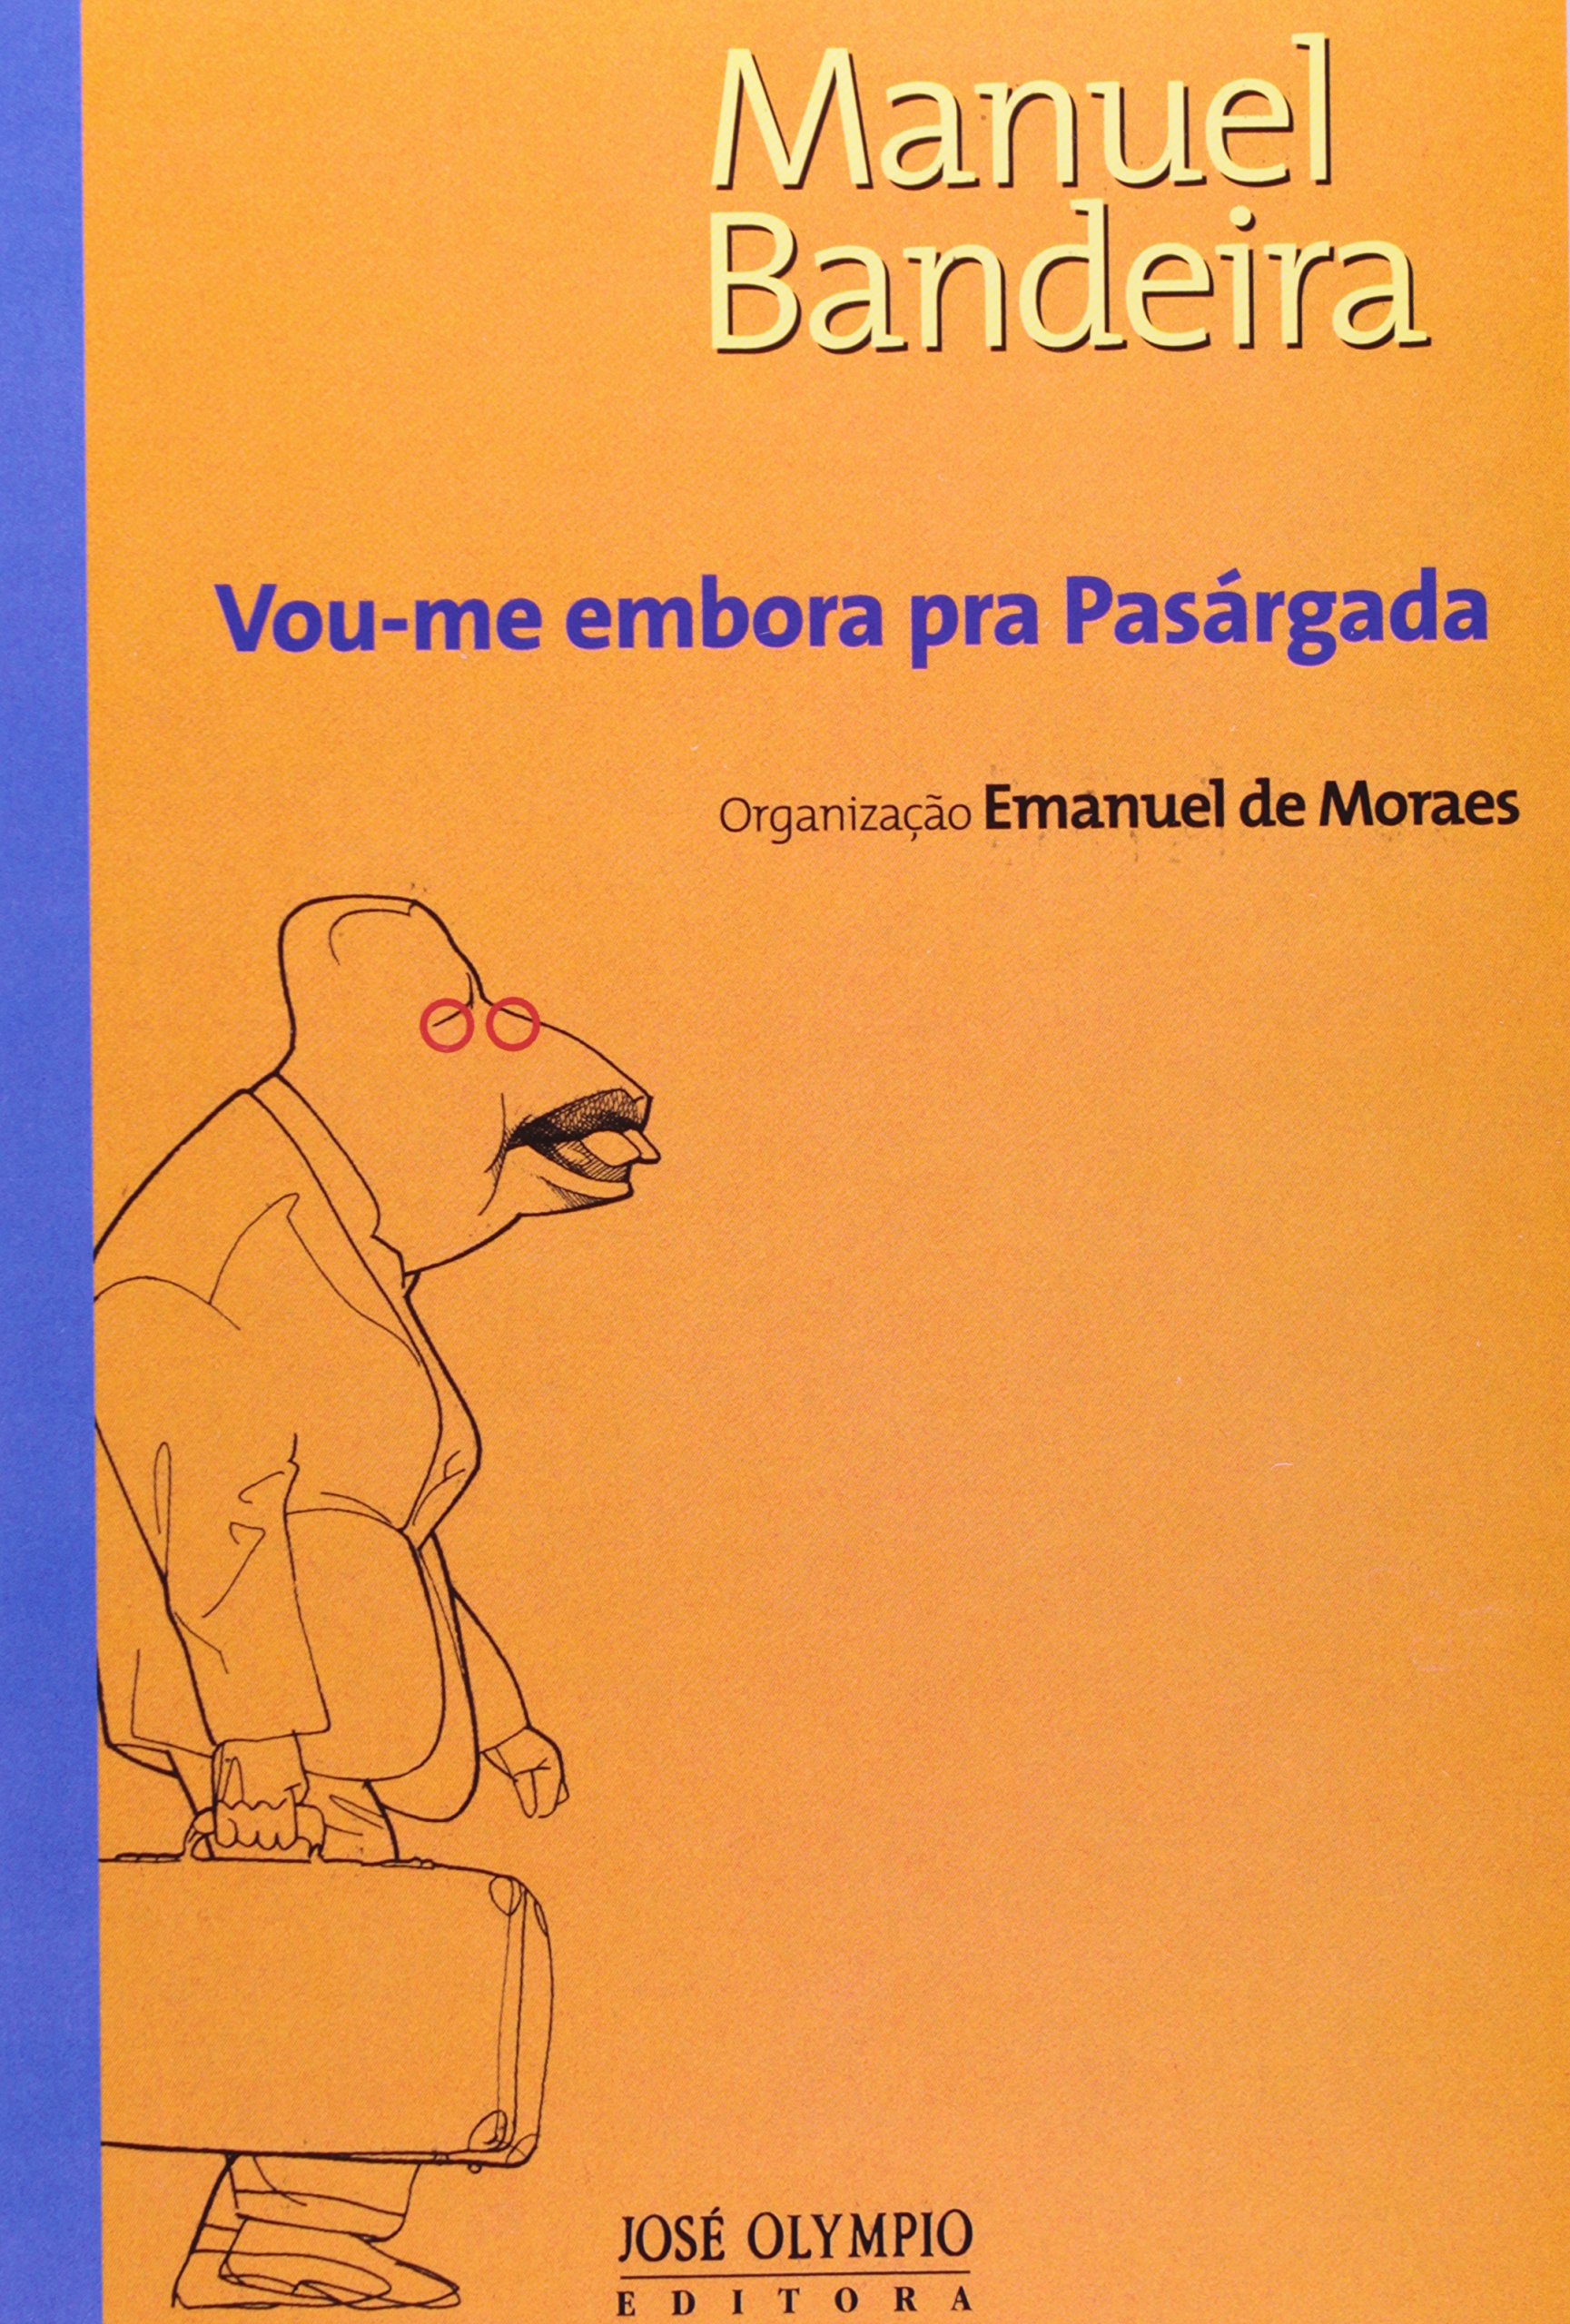 Manuel
Bandeira
Vou-me embora pra Pasárgada
Organização Emanuel de Moraes
JOSÉ OLYMPIO
EDITORA